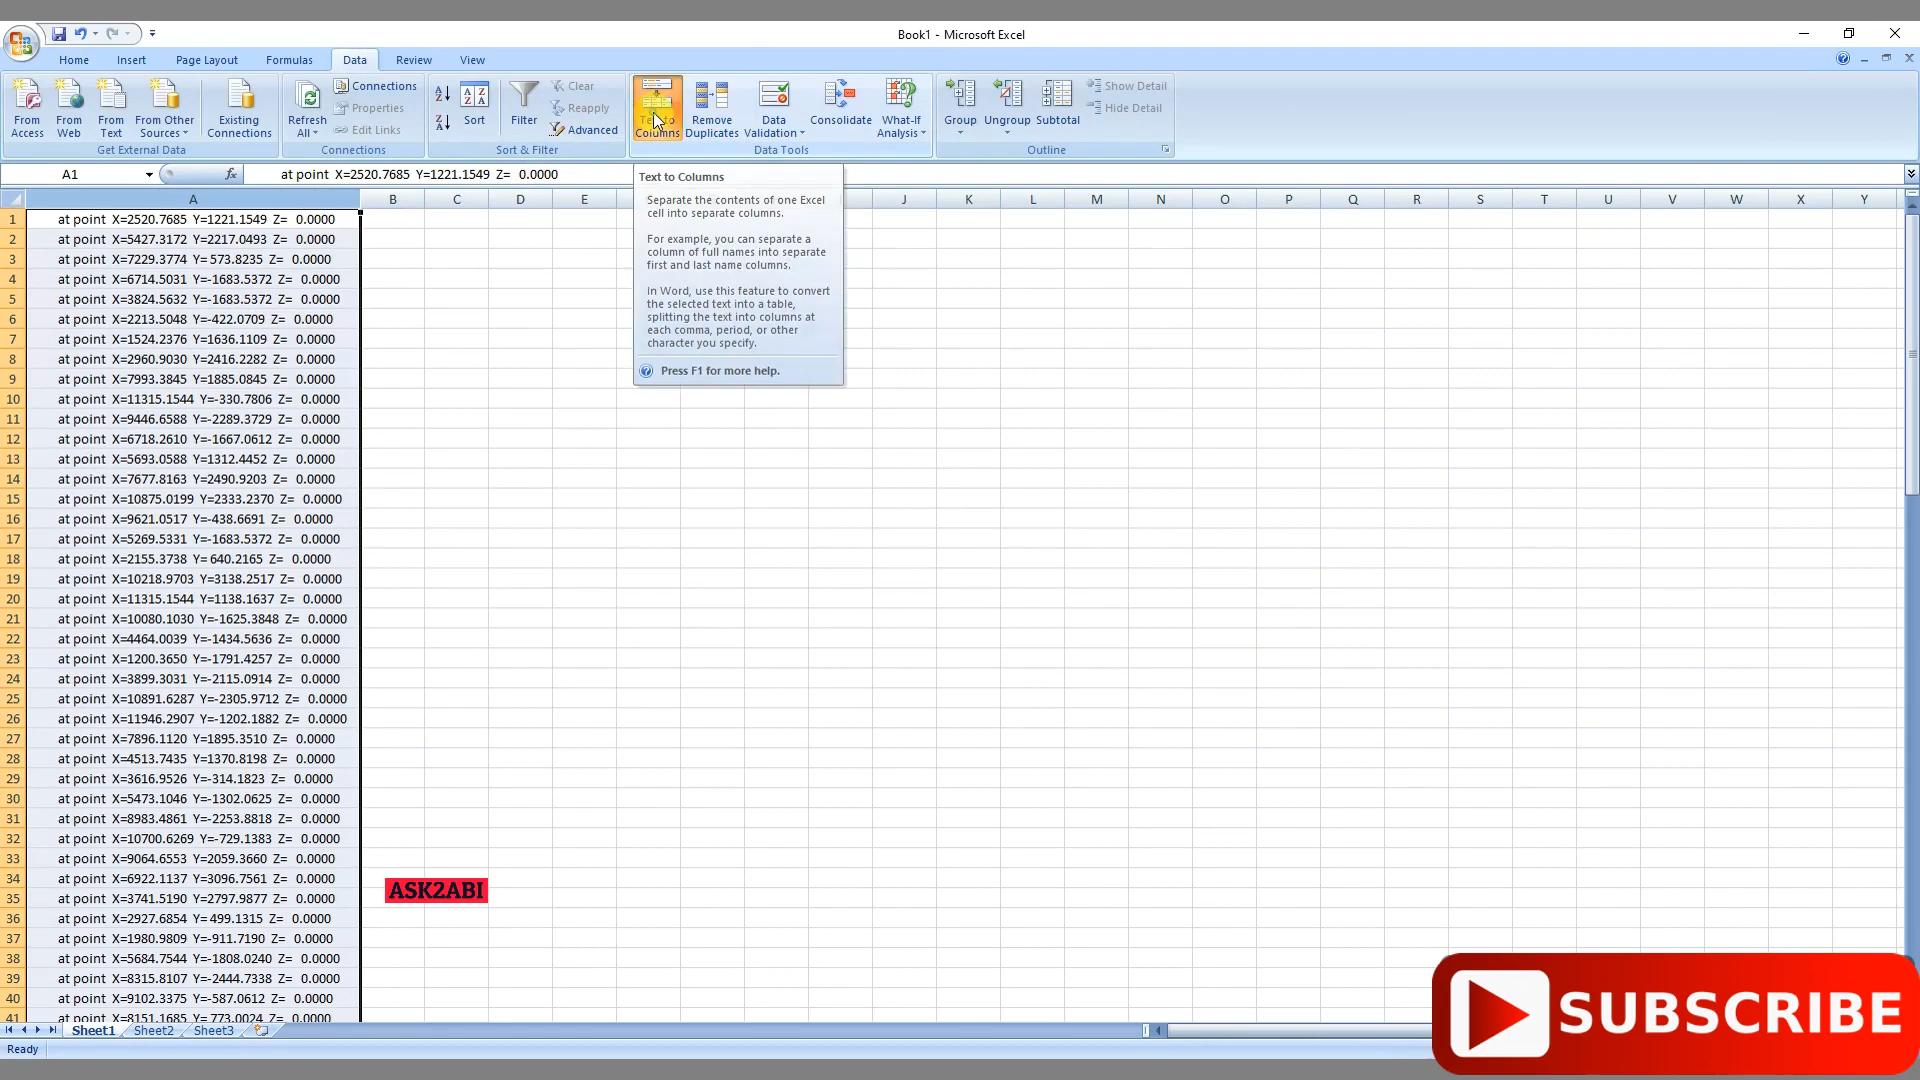 Book1 - Microsoft Excel
Home Insert Page Layout Formulas Data Review View
From Access
From Web
From Text
From Other Sources
Existing Connections
Get External Data
Refresh All
Connections
Properties
Edit Links
Connections
Sort
Filter
Clear
Reapply
Advanced
Sort & Filter
Text to Columns
Remove Duplicates
Data Validation
Consolidate
What-If Analysis
Data Tools
Group
Ungroup
Subtotal
Show Detail
Hide Detail
Outline
A1 fx at point X=2520.7685 Y=1221.1549 Z= 0.0000
Text to Columns
Separate the contents of one Excel
cell into separate columns.
For example, you can separate a
column of full names into separate
first and last name columns.
In Word, use this feature to convert
the selected text into a table,
splitting the text into columns at
each comma, period, or other
character you specify.
Press F1 for more help.
A B C D E J K L M N O P Q R S T U V W X Y
1 at point X=2520.7685 Y=1221.1549 Z= 0.0000
2 at point X=5427.3172 Y=2217.0493 Z= 0.0000
3 at point X=7229.3774 Y= 573.8235 Z= 0.0000
4 at point X=6714.5031 Y=-1683.5372 Z= 0.0000
5 at point X=3824.5632 Y=-1683.5372 Z= 0.0000
6 at point X=2213.5048 Y=-422.0709 Z= 0.0000
7 at point X=1524.2376 Y=1636.1109 Z= 0.0000
8 at point X=2960.9030 Y=2416.2282 Z= 0.0000
9 at point X=7993.3845 Y=1885.0845 Z= 0.0000
10 at point X=11315.1544 Y=-330.7806 Z= 0.0000
11 at point X=9446.6588 Y=-2289.3729 Z= 0.0000
12 at point X=6718.2610 Y=-1667.0612 Z= 0.0000
13 at point X=5693.0588 Y=1312.4452 Z= 0.0000
14 at point X=7677.8163 Y=2490.9203 Z= 0.0000
15 at point X=10875.0199 Y=2333.2370 Z= 0.0000
16 at point X=9621.0517 Y=-438.6691 Z= 0.0000
17 at point X=5269.5331 Y=-1683.5372 Z= 0.0000
18 at point X=2155.3738 Y= 640.2165 Z= 0.0000
19 at point X=10218.9703 Y=3138.2517 Z= 0.0000
20 at point X=11315.1544 Y=1138.1637 Z= 0.0000
21 at point X=10080.1030 Y=-1625.3848 Z= 0.0000
22 at point X=4464.0039 Y=-1434.5636 Z= 0.0000
23 at point X=1200.3650 Y=-1791.4257 Z= 0.0000
24 at point X=3899.3031 Y=-2115.0914 Z= 0.0000
25 at point X=10891.6287 Y=-2305.9712 Z= 0.0000
26 at point X=11946.2907 Y=-1202.1882 Z= 0.0000
27 at point X=7896.1120 Y=1895.3510 Z= 0.0000
28 at point X=4513.7435 Y=1370.8198 Z= 0.0000
29 at point X=3616.9526 Y=-314.1823 Z= 0.0000
30 at point X=5473.1046 Y=-1302.0625 Z= 0.0000
31 at point X=8983.4861 Y=-2253.8818 Z= 0.0000
32 at point X=10700.6269 Y=-729.1383 Z= 0.0000
33 at point X=9064.6553 Y=2059.3660 Z= 0.0000
34 at point X=6922.1137 Y=3096.7561 Z= 0.0000
35 at point X=3741.5190 Y=2797.9877 Z= 0.0000
36 at point X=2927.6854 Y= 499.1315 Z= 0.0000
37 at point X=1980.9809 Y=-911.7190 Z= 0.0000
38 at point X=5684.7544 Y=-1808.0240 Z= 0.0000
39 at point X=8315.8107 Y=-2444.7338 Z= 0.0000
40 at point X=9102.3375 Y=-587.0612 Z= 0.0000
41 at point X=8151.1685 Y= 773.0024 Z= 0.0000
ASK2ABI
SUBSCRIBE
Sheet1 Sheet2 Sheet3
Ready